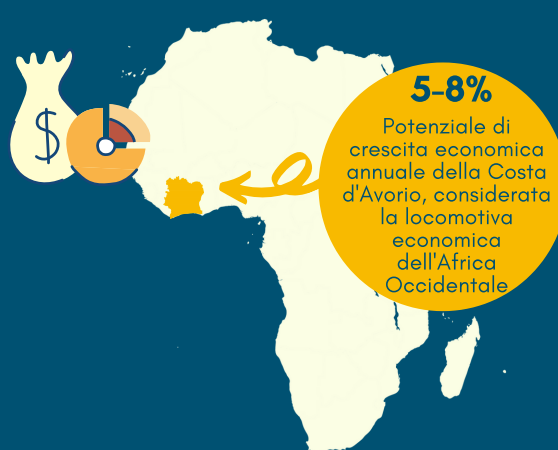 $
5-8%
Potenziale di
crescita economica
annuale della Costa
d'Avorio, considerata
la locomotiva
economica
dell'Africa
Occidentale